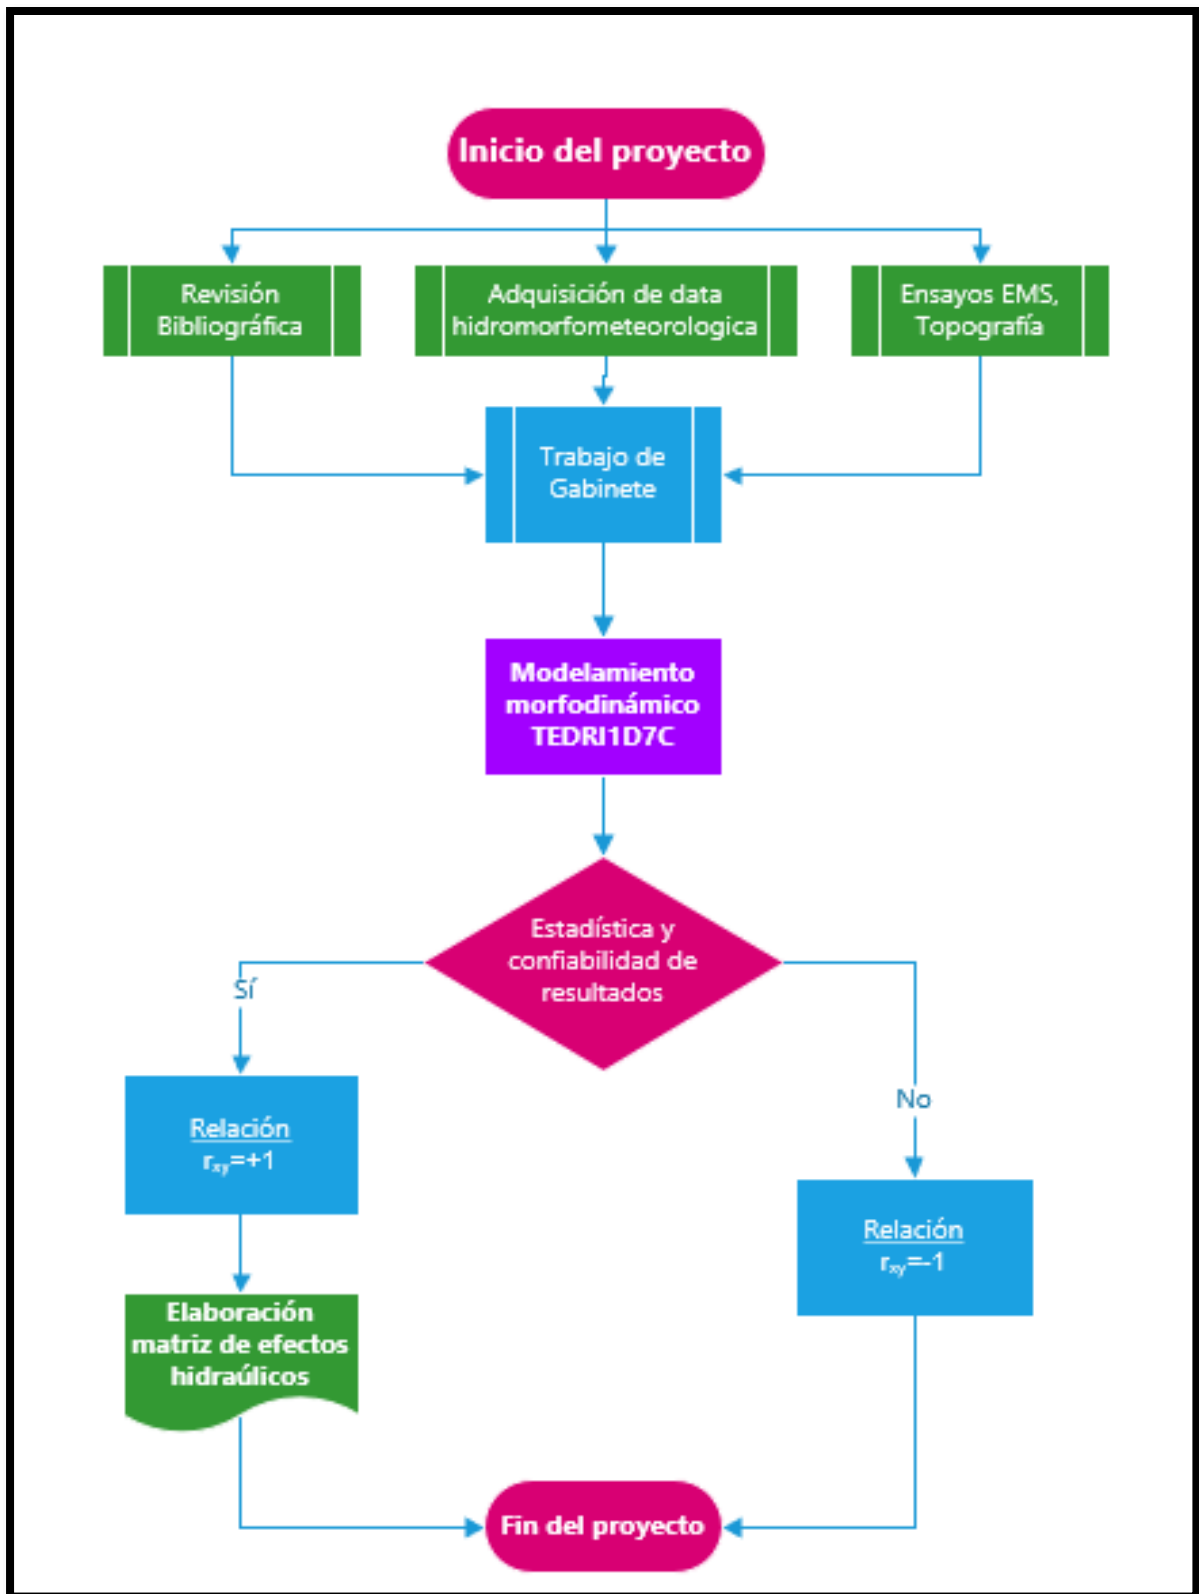 Inicio del proyecto
Revisión
Bibliográfica
Adquisición de data
hidromorfometeorologica
Ensayos EMS,
Topografía
Trabajo de
Gabinete
Modelamiento
morfodinámico
TEDRI1D7C
Estadística y
confiabilidad de
resultados
Sí
No
Relación
rxy=+1
Relación
rxy=-1
Elaboración
matriz de efectos
hidraúlicos
Fin del proyecto